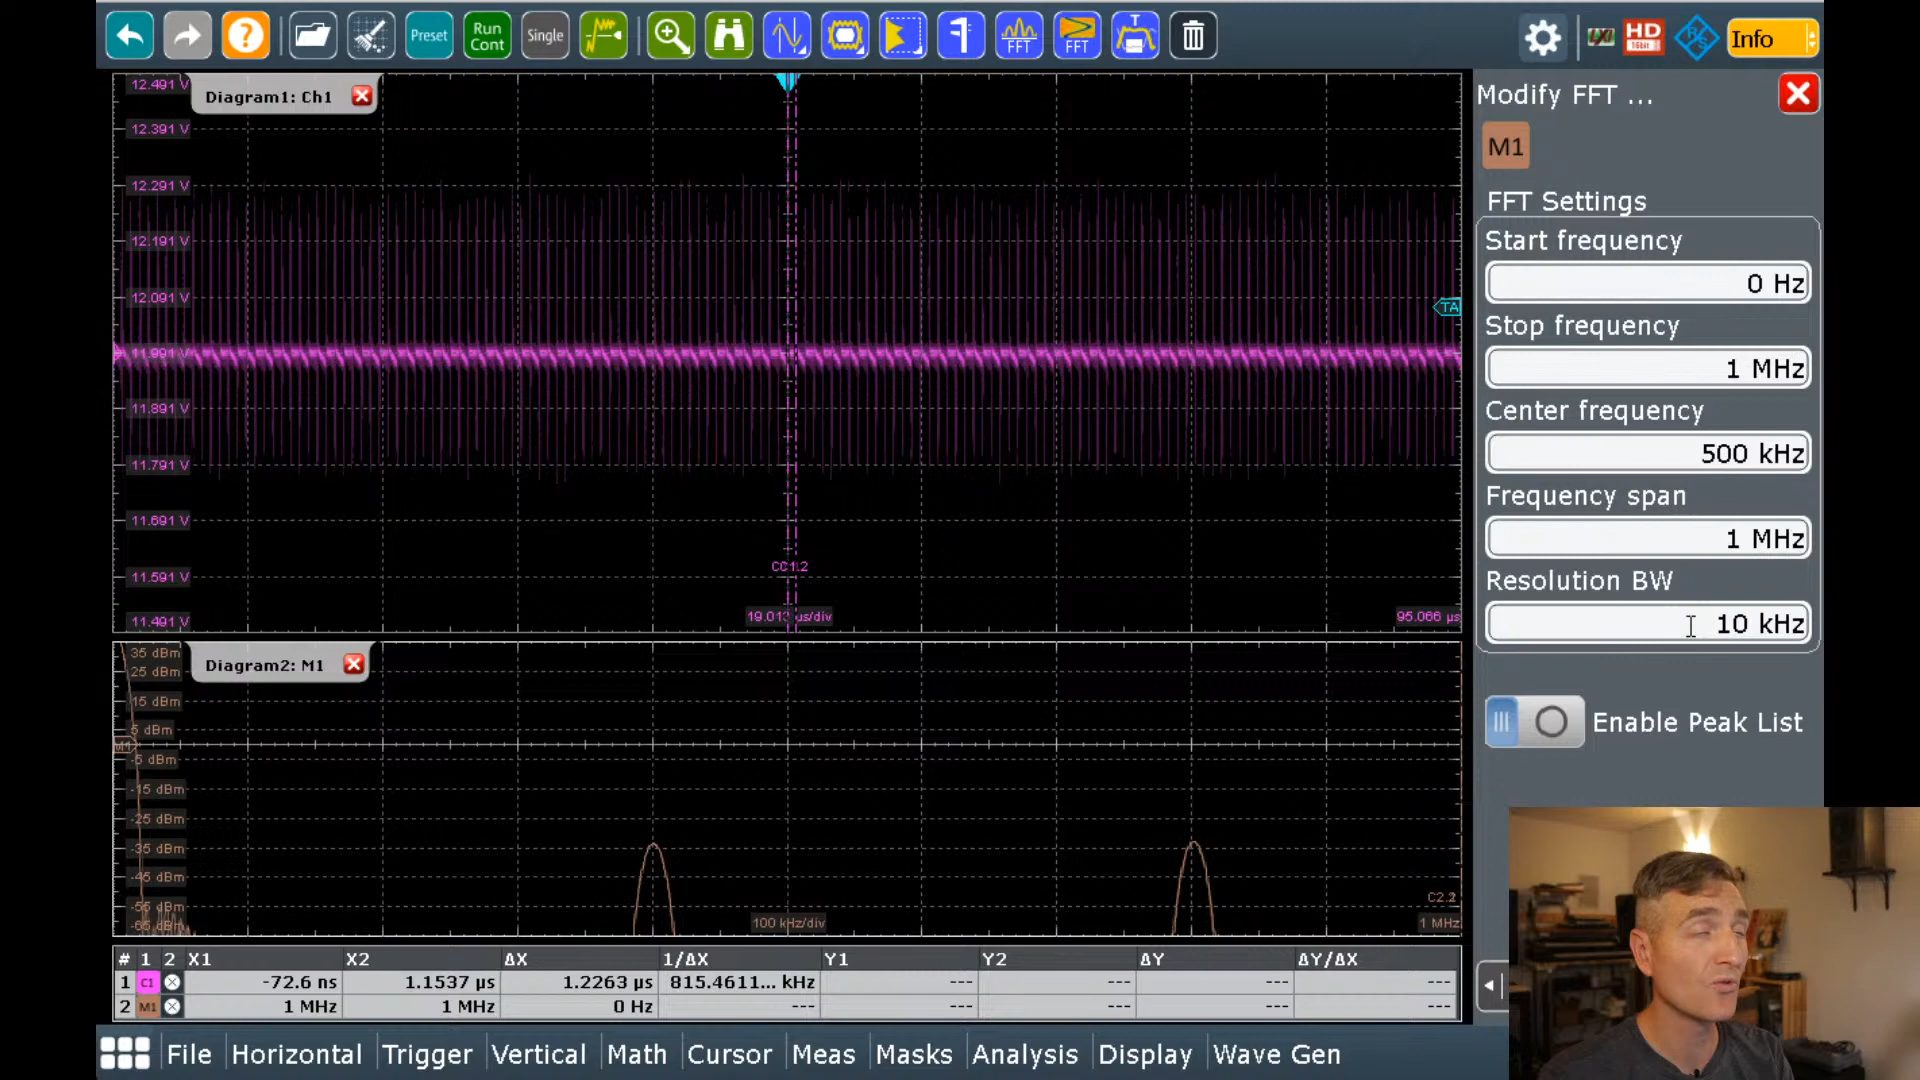 Preset
Run
Cont
Single
FFT
FFT
T
HD
16bit
R S
Info
12.491 V
Diagram1: Ch1
12.391 V
12.291 V
12.191 V
12.091 V
TA
11.991 V
11.891 V
11.791 V
11.691 V
11.591 V
CC1.2
11.491 V
95.066 µs
35 dBm
Diagram2: M1
25 dBm
15 dBm
5 dBm
M1
-5 dBm
-15 dBm
-25 dBm
-35 dBm
-45 dBm
C2.2
-55 dBm
-65 dBm
100 kHz/div
1 MHz
# 1 2 X1 X2 ΔX 1/ΔX Y1 Y2 ΔY ΔY/ΔX
1 C1 -72.6 ns 1.1537 µs 1.2263 µs 815.4611... kHz --- --- --- ---
2 M1 1 MHz 1 MHz 0 Hz --- --- --- --- ---
Modify FFT ...
M1
FFT Settings
Start frequency
0 Hz
Stop frequency
1 MHz
Center frequency
500 kHz
Frequency span
1 MHz
Resolution BW
10 kHz
Enable Peak List
File Horizontal Trigger Vertical Math Cursor Meas Masks Analysis Display Wave Gen